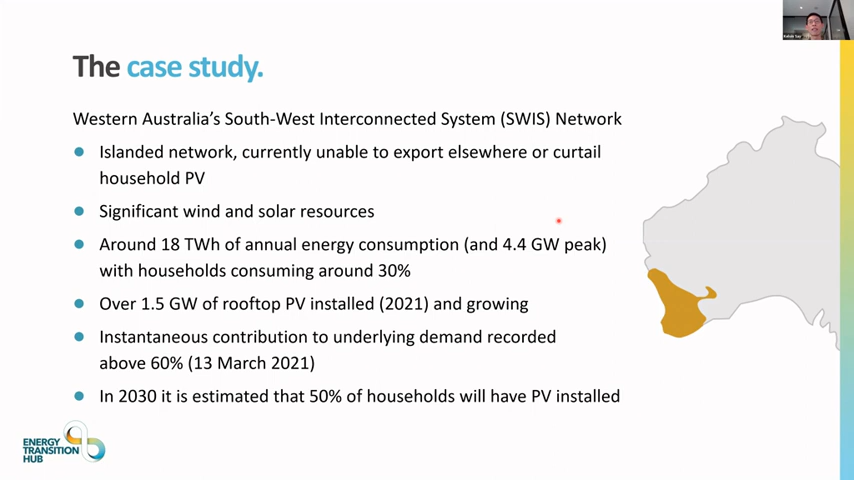 The case study.
Western Australia's South-West Interconnected System (SWIS) Network
Islanded network, currently unable to export elsewhere or curtail
household PV
Significant wind and solar resources
Around 18 TWh of annual energy consumption (and 4.4 GW peak)
with households consuming around 30%
Over 1.5 GW of rooftop PV installed (2021) and growing
Instantaneous contribution to underlying demand recorded
above 60% (13 March 2021)
In 2030 it is estimated that 50% of households will have PV installed
ENERGY
TRANSITION
HUB